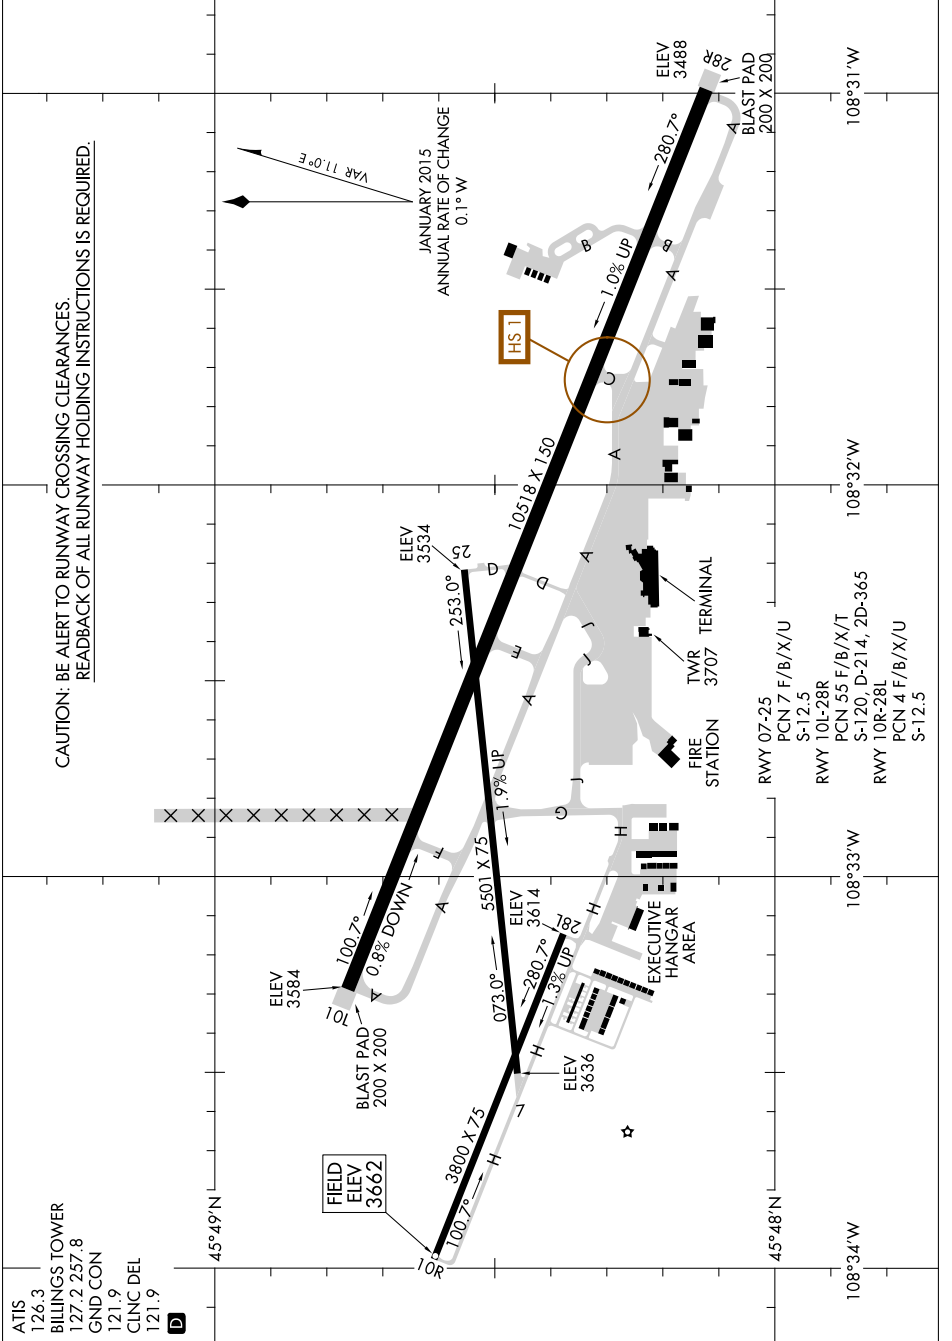 CAUTION: BE ALERT TO RUNWAY CROSSING CLEARANCES.
READBACK OF ALL RUNWAY HOLDING INSTRUCTIONS IS REQUIRED.
ATIS
126.3
BILLINGS TOWER
127.2 257.8
GND CON
121.9
CLNC DEL
121.9
D
VAR 11.0°E
JANUARY 2015
ANNUAL RATE OF CHANGE
0.1° W
45°49'N
45°48'N
108°34'W
108°33'W
108°32'W
108°31'W
FIELD
ELEV
3662
10R
100.7°
3800 X 75
H
H
7
ELEV
3636
073.0°
280.7°
1.3% UP
ELEV
3614
28L
H
H
5501 X 75
1.9% UP
253.0°
ELEV
3534
25
ELEV
3584
10L
BLAST PAD
200 X 200
100.7°
0.8% DOWN
A
A
F
G
J
A
E
J
J
D
D
A
10518 X 150
A
HS 1
C
1.0% UP
B
B
A
280.7°
ELEV
3488
28R
BLAST PAD
200 X 200
A
EXECUTIVE
HANGAR
AREA
FIRE
STATION
TWR
3707
TERMINAL
RWY 07-25
PCN 7 F/B/X/U
S-12.5
RWY 10L-28R
PCN 55 F/B/X/T
S-120, D-214, 2D-365
RWY 10R-28L
PCN 4 F/B/X/U
S-12.5